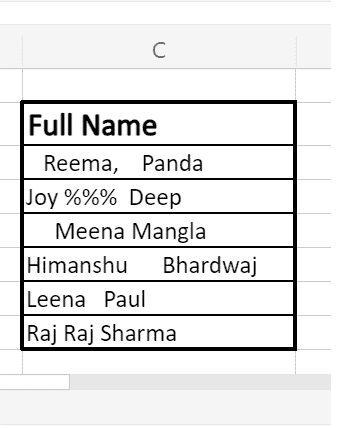 C
Full Name
Reema,    Panda
Joy %%%  Deep
Meena Mangla
Himanshu      Bhardwaj
Leena   Paul
Raj Raj Sharma